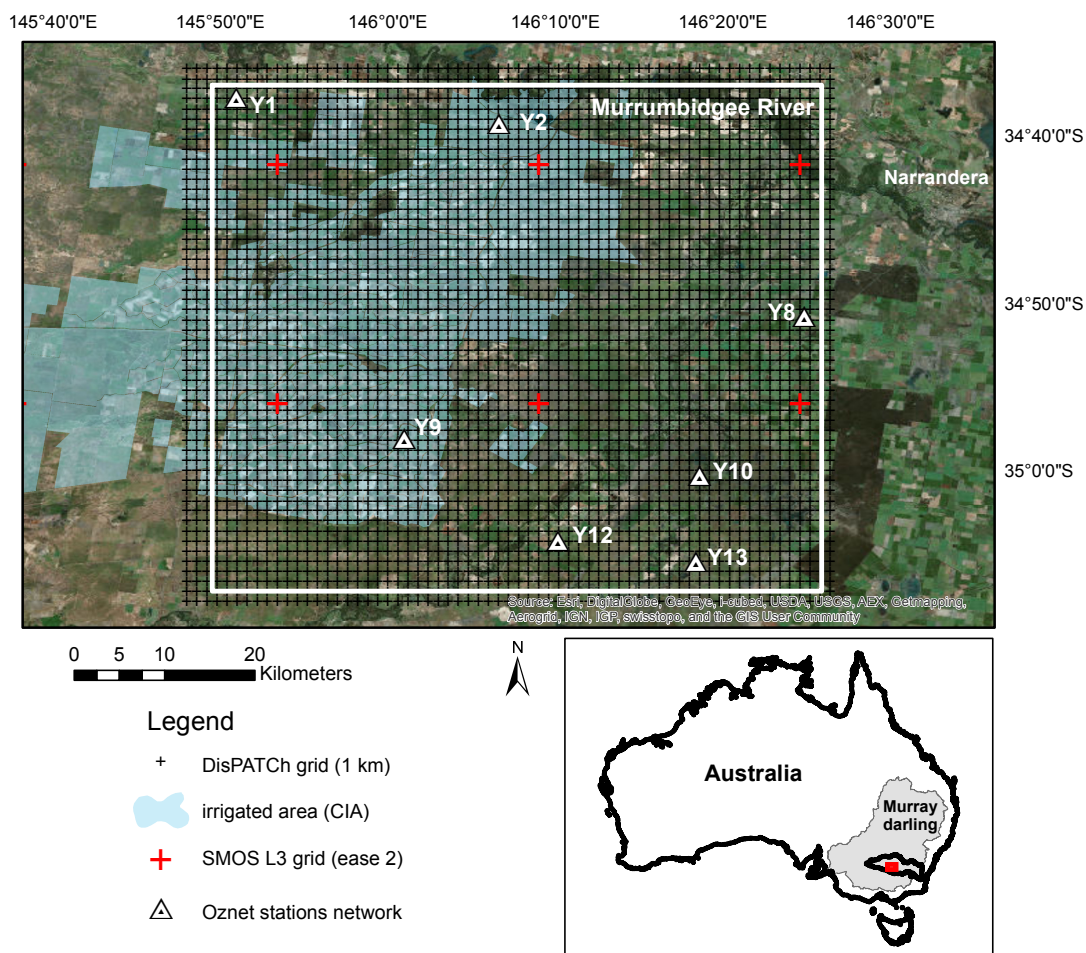 145°40'0"E 145°50'0"E 146°0'0"E 146°10'0"E 146°20'0"E 146°30'0"E
Y1
Y2
Murrumbidgee River
34°40'0"S
Narrandera
Y8
34°50'0"S
Y9
Y10
35°0'0"S
Y12
Y13
Source: Esri, DigitalGlobe, GeoEye, i-cubed, USDA, USGS, AEX, Getmapping,
Aerogrid, IGN, IGP, swisstopo, and the GIS User Community
0 5 10 20
Kilometers
N
Legend
DisPATCh grid (1 km)
irrigated area (CIA)
SMOS L3 grid (ease 2)
Oznet stations network
Australia
Murray
darling